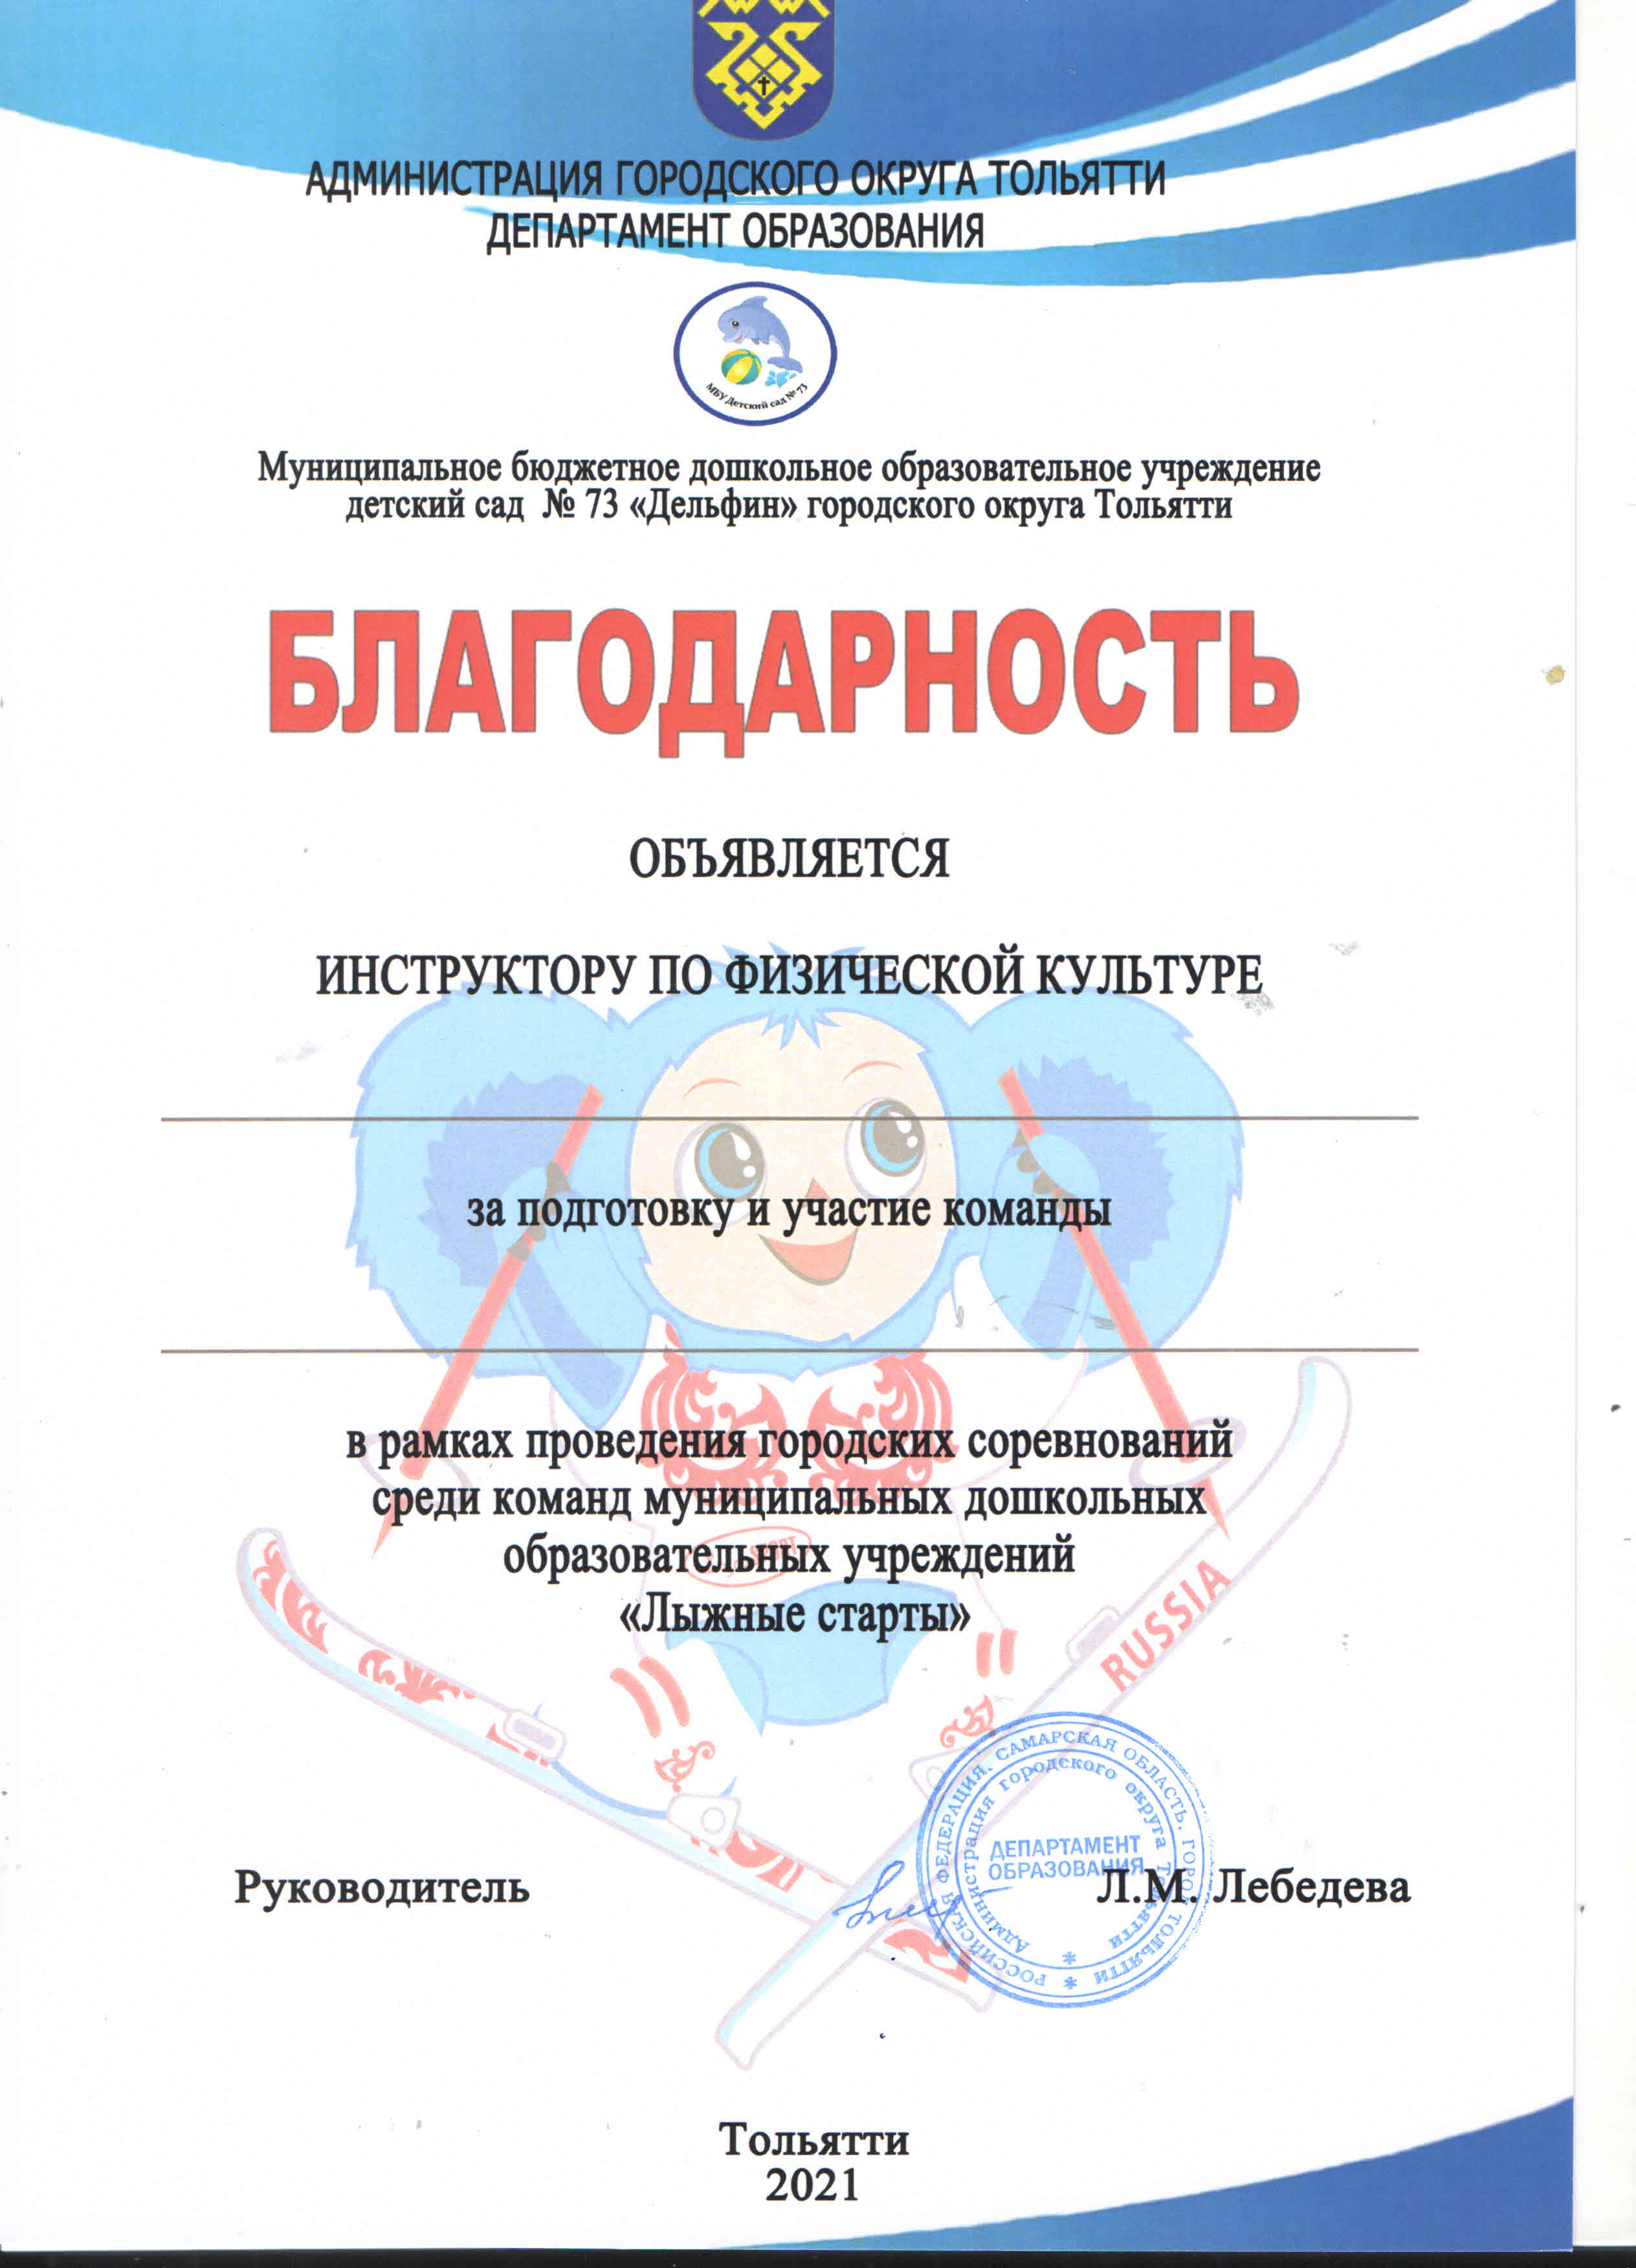 АДМИНИСТРАЦИЯ ГОРОДСКОГО ОКРУГА ТОЛЬЯТТИ
ДЕПАРТАМЕНТ ОБРАЗОВАНИЯ
МБУ Детский сад № 73
Муниципальное бюджетное дошкольное образовательное учреждение
детский сад № 73 «Дельфин» городского округа Тольятти
БЛАГОДАРНОСТЬ
ОБЪЯВЛЯЕТСЯ
ИНСТРУКТОРУ ПО ФИЗИЧЕСКОЙ КУЛЬТУРЕ
за подготовку и участие команды
в рамках проведения городских соревнований
среди команд муниципальных дошкольных
образовательных учреждений
«Лыжные старты»
RUSSIA
РОССИЙСКАЯ ФЕДЕРАЦИЯ, САМАРСКАЯ ОБЛАСТЬ, ГОРОД ТОЛЬЯТТИ
Администрация городского округа Тольятти
ДЕПАРТАМЕНТ
ОБРАЗОВАНИЯ
Руководитель Л.М. Лебедева
Тольятти
2021